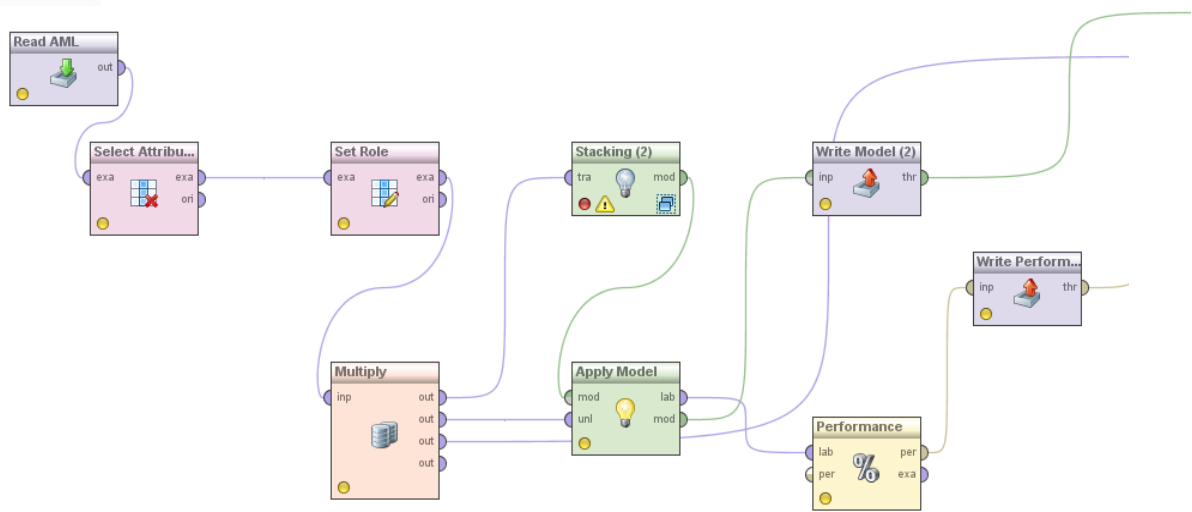 Read AML
out
Select Attribu...
exa exa
ori
Set Role
exa exa
ori
Stacking (2)
tra mod
Write Model (2)
inp thr
Write Perform...
inp thr
Multiply
inp out
out
out
out
Apply Model
mod lab
unl mod
Performance
lab per
per exa
%